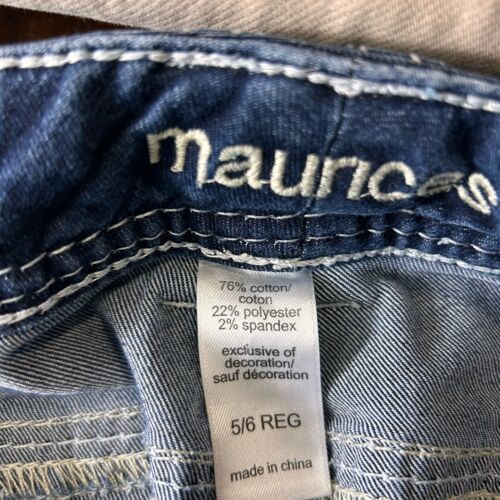 maurices
76% cotton/
coton
22% polyester
2% spandex
exclusive of
decoration/
sauf décoration
5/6 REG
made in china